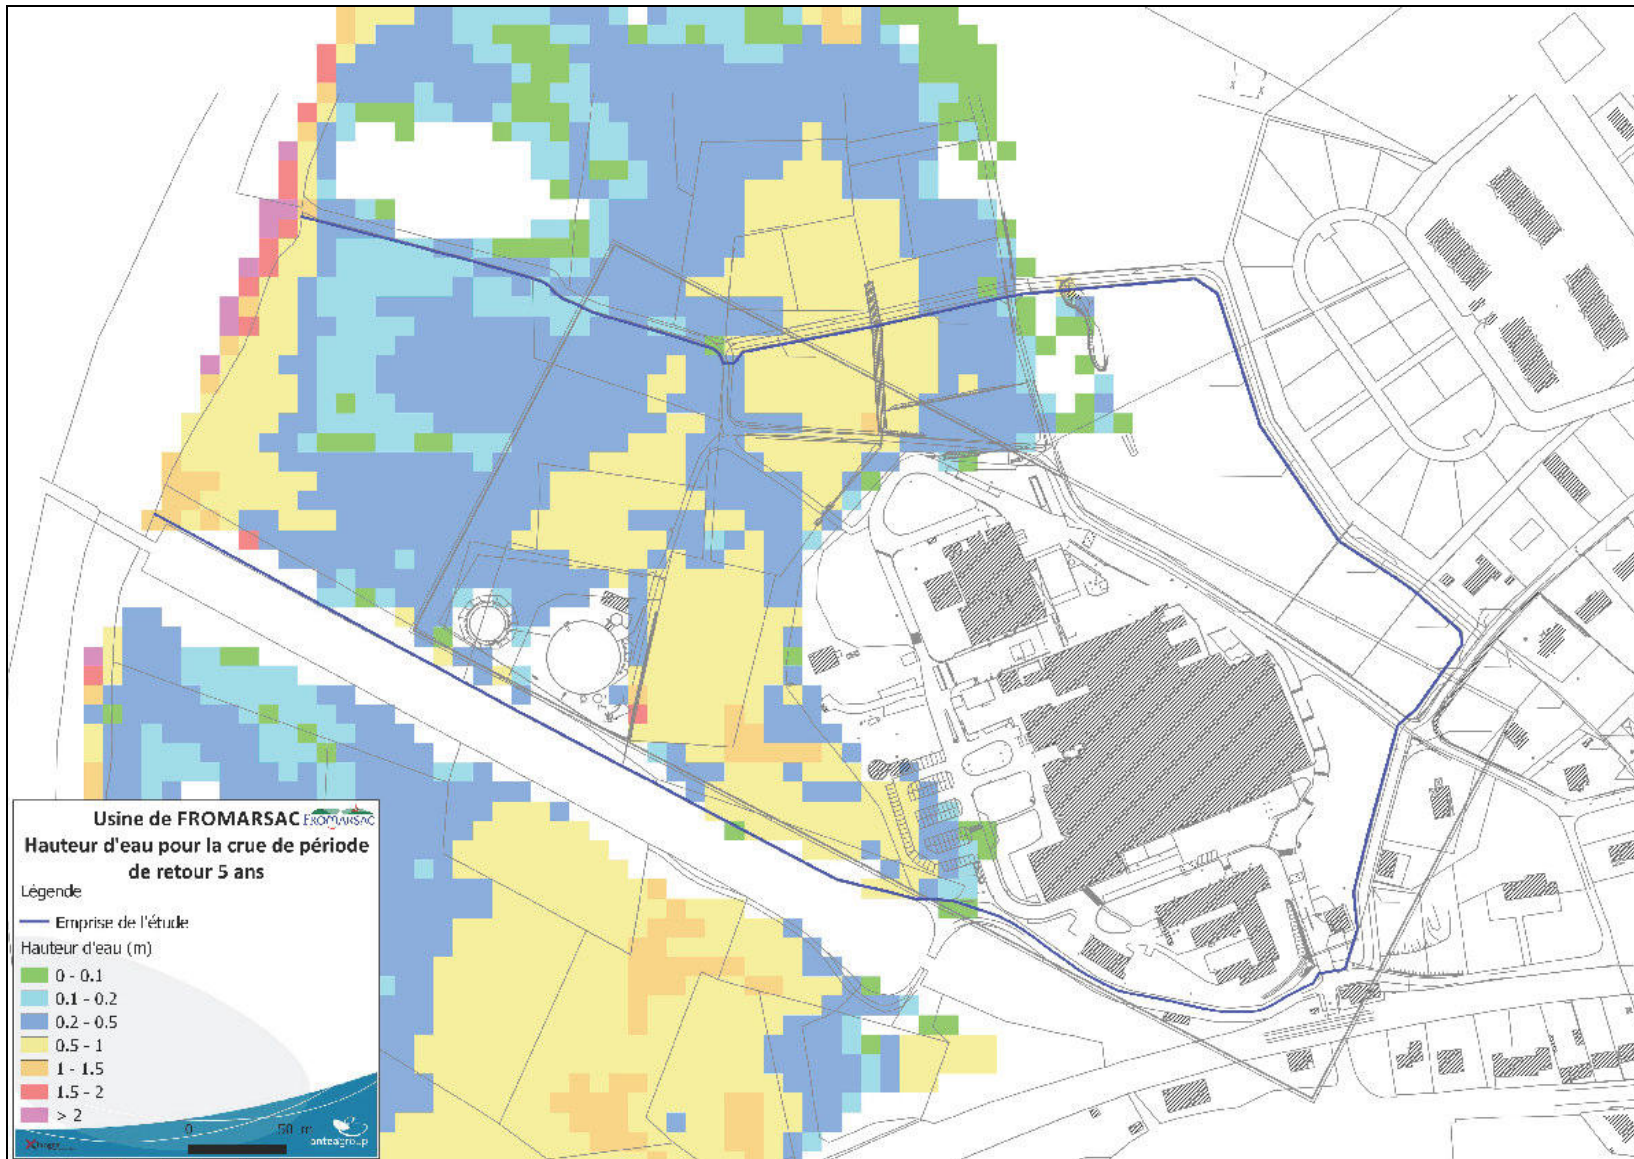 Usine de FROMARSAC FROMARSAC
Hauteur d'eau pour la crue de période
de retour 5 ans
Légende
Emprise de l'étude
Hauteur d'eau (m)
0 - 0.1
0.1 - 0.2
0.2 - 0.5
0.5 - 1
1 - 1.5
1.5 - 2
> 2
0 50 m
anteagroup